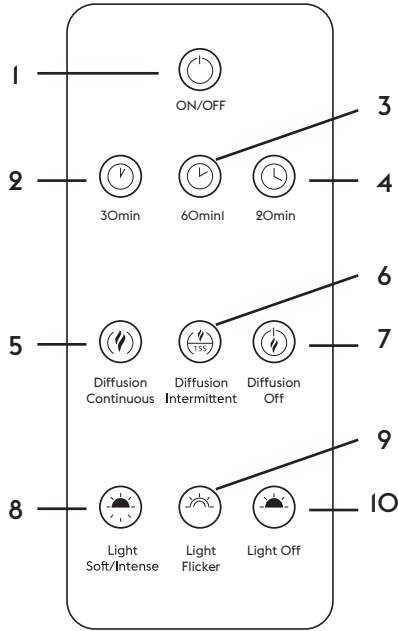 1
ON/OFF
3
2
4
30min
60minl
20min
6
5
155
7
Diffusion
Continuous
Diffusion
Intermittent
Diffusion
Off
9
8
10
Light
Soft/Intense
Light
Flicker
Light Off